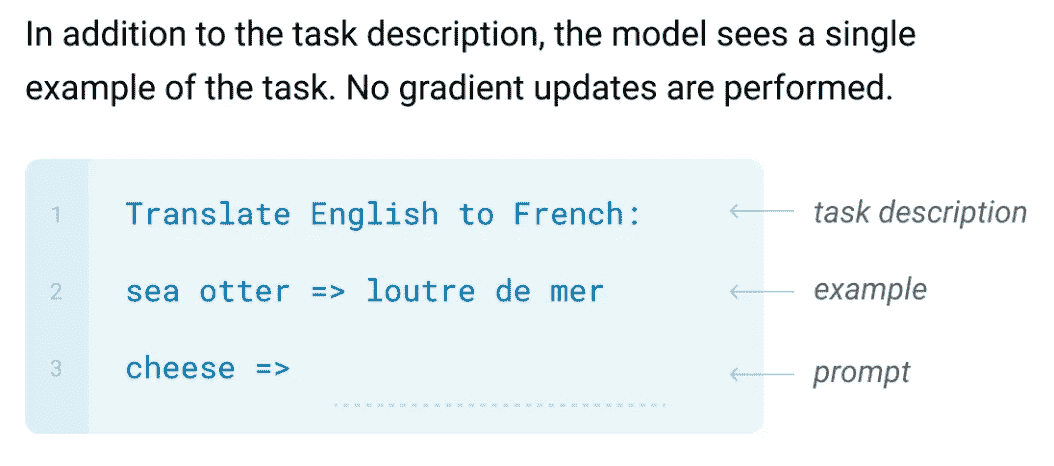 In addition to the task description, the model sees a single
example of the task. No gradient updates are performed.
1 Translate English to French: task description
2 sea otter => loutre de mer example
3 cheese => prompt